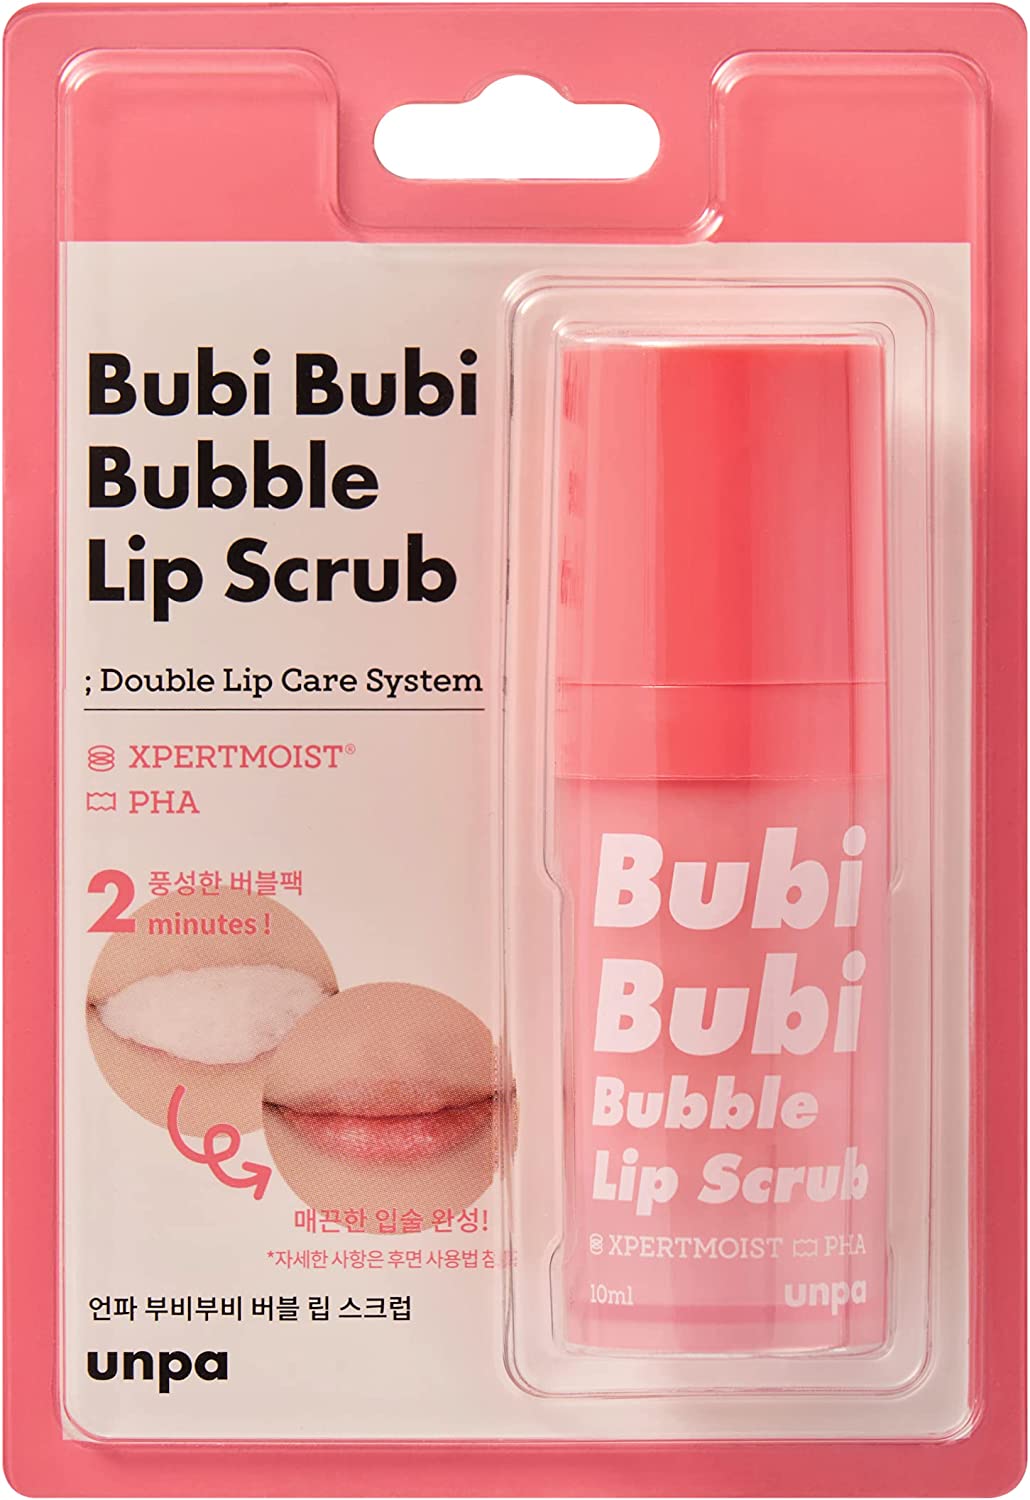 Bubi Bubi
Bubble
Lip Scrub
; Double Lip Care System
XPERTMOIST®
PHA
2 풍성한 버블팩
minutes !
매끈한 입술 완성!
*자세한 사항은 후면 사용법
언파 부비부비 버블 립 스크럽
unpa
Bubi
Bubi
Bubble
Lip Scrub
XPERTMOIST PHA
10ml unpa